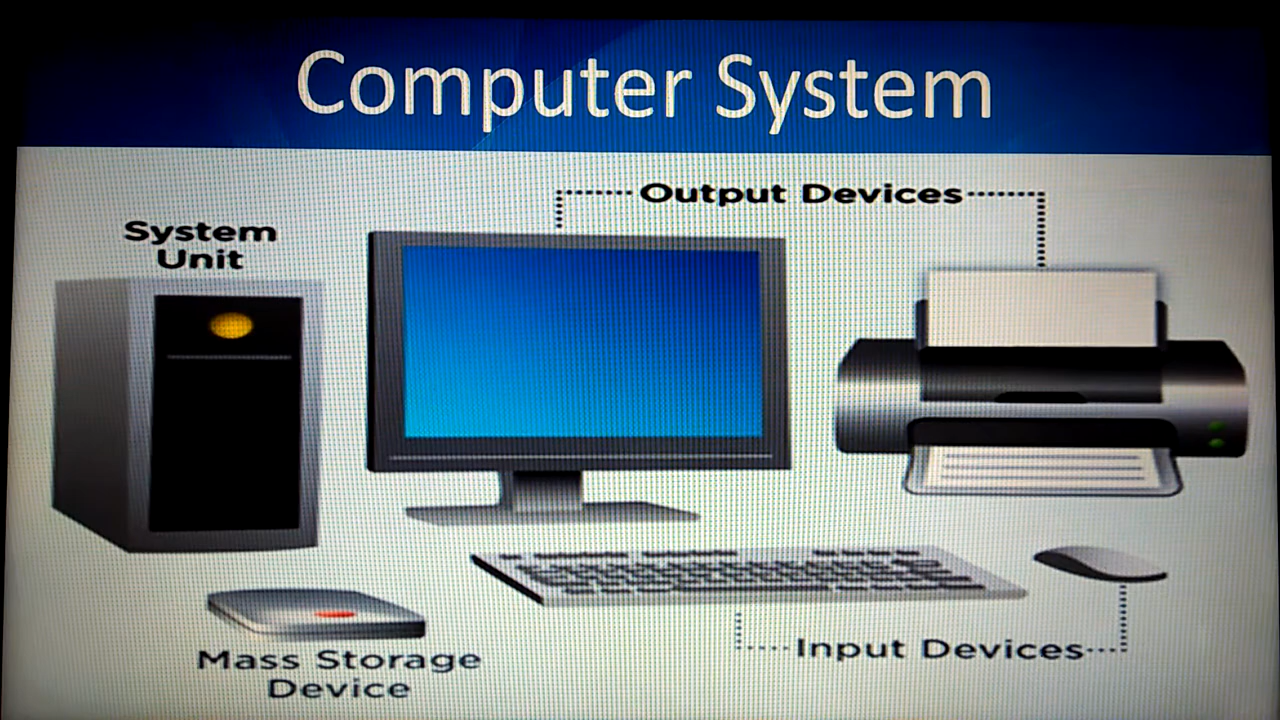 Computer System
Output Devices
System
Unit
Input Devices
Mass Storage
Device